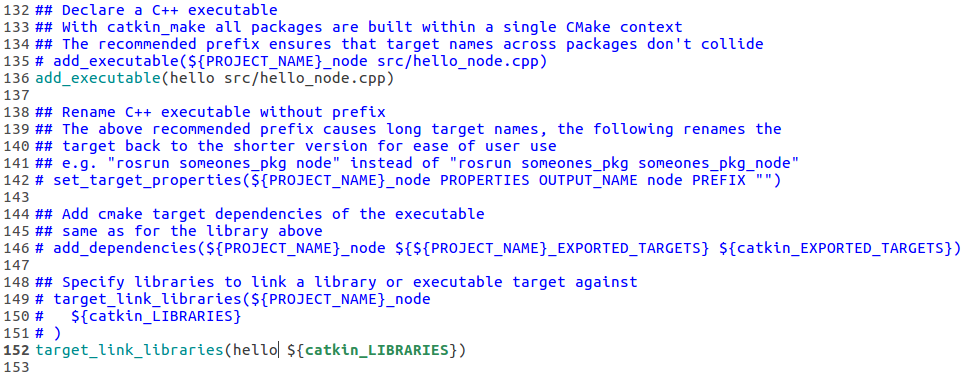 132 ## Declare a C++ executable
133 ## With catkin_make all packages are built within a single CMake context
134 ## The recommended prefix ensures that target names across packages don't collide
135 # add_executable(${PROJECT_NAME}_node src/hello_node.cpp)
136 add_executable(hello src/hello_node.cpp)
137
138 ## Rename C++ executable without prefix
139 ## The above recommended prefix causes long target names, the following renames the
140 ## target back to the shorter version for ease of user use
141 ## e.g. "rosrun someones_pkg node" instead of "rosrun someones_pkg someones_pkg_node"
142 # set_target_properties(${PROJECT_NAME}_node PROPERTIES OUTPUT_NAME node PREFIX "")
143
144 ## Add cmake target dependencies of the executable
145 ## same as for the library above
146 # add_dependencies(${PROJECT_NAME}_node ${${PROJECT_NAME}_EXPORTED_TARGETS} ${catkin_EXPORTED_TARGETS})
147
148 ## Specify libraries to link a library or executable target against
149 # target_link_libraries(${PROJECT_NAME}_node
150 #   ${catkin_LIBRARIES}
151 # )
152 target_link_libraries(hello ${catkin_LIBRARIES})
153